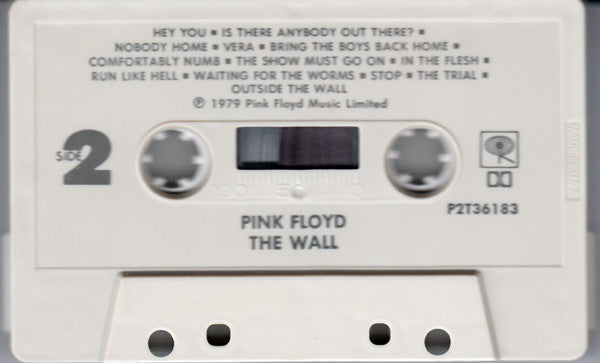 HEY YOU ▪ IS THERE ANYBODY OUT THERE? ▪
NOBODY HOME ▪ VERA ▪ BRING THE BOYS BACK HOME ▪
COMFORTABLY NUMB ▪ THE SHOW MUST GO ON ▪ IN THE FLESH ▪
RUN LIKE HELL ▪ WAITING FOR THE WORMS ▪ STOP ▪ THE TRIAL ▪
OUTSIDE THE WALL
℗ 1979 Pink Floyd Music Limited
SIDE 2
100 50 0
P2T36183
PINK FLOYD
THE WALL